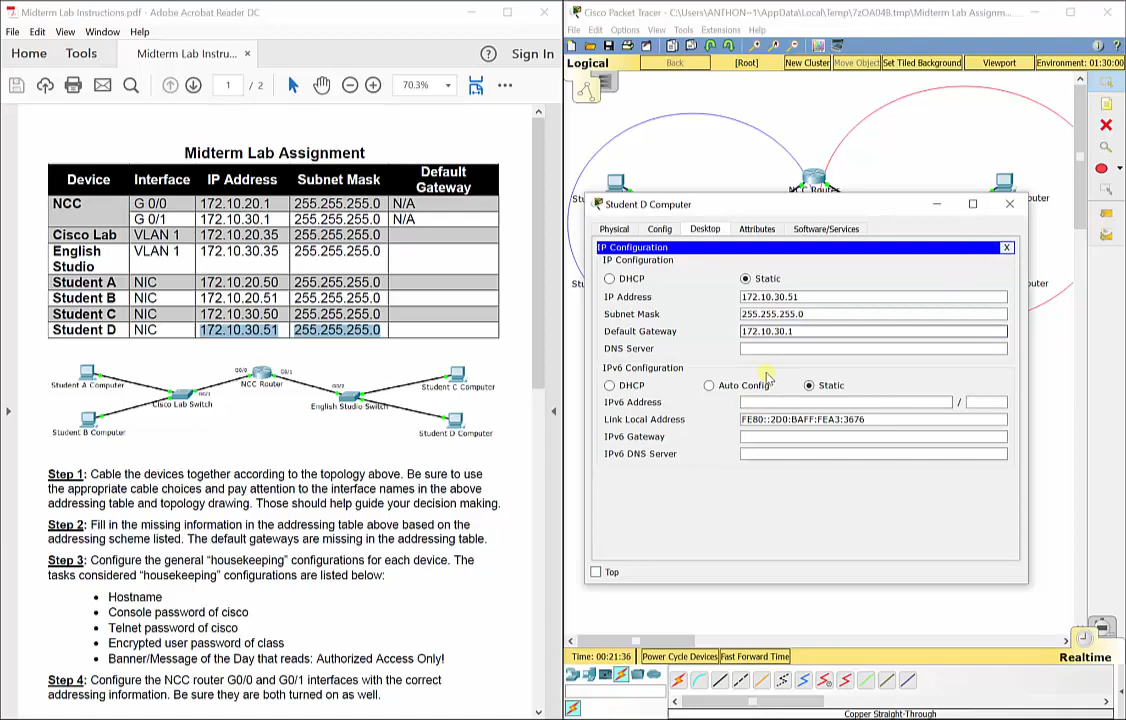 Midterm Lab Instructions.pdf - Adobe Acrobat Reader DC
File Edit View Window Help
Home Tools Midterm Lab Instru... × Sign In
1 / 2 70.3%
Midterm Lab Assignment
Device Interface IP Address Subnet Mask Default Gateway
NCC G 0/0 172.10.20.1 255.255.255.0 N/A
G 0/1 172.10.30.1 255.255.255.0 N/A
Cisco Lab VLAN 1 172.10.20.35 255.255.255.0
English Studio VLAN 1 172.10.30.35 255.255.255.0
Student A NIC 172.10.20.50 255.255.255.0
Student B NIC 172.10.20.51 255.255.255.0
Student C NIC 172.10.30.50 255.255.255.0
Student D NIC 172.10.30.51 255.255.255.0
Student A Computer
G0/0
NCC Router
G0/1
Student C Computer
G0/1
Cisco Lab Switch
English Studio Switch
Student B Computer
Student D Computer
Step 1: Cable the devices together according to the topology above. Be sure to use
the appropriate cable choices and pay attention to the interface names in the above
addressing table and topology drawing. Those should help guide your decision making.
Step 2: Fill in the missing information in the addressing table above based on the
addressing scheme listed. The default gateways are missing in the addressing table.
Step 3: Configure the general “housekeeping” configurations for each device. The
tasks considered “housekeeping” configurations are listed below:
• Hostname
• Console password of cisco
• Telnet password of cisco
• Encrypted user password of class
• Banner/Message of the Day that reads: Authorized Access Only!
Step 4: Configure the NCC router G0/0 and G0/1 interfaces with the correct
addressing information. Be sure they are both turned on as well.
Cisco Packet Tracer - C:\Users\ANTHON~1\AppData\Local\Temp\7zOA04B.tmp\Midterm Lab Assignm...
File Edit Options View Tools Extensions Help
Logical Back [Root] New Cluster Move Object Set Tiled Background Viewport Environment: 01:30:00
NCC Router
Student D Computer
Physical Config Desktop Attributes Software/Services
IP Configuration X
IP Configuration
DHCP Static
IP Address 172.10.30.51
Subnet Mask 255.255.255.0
Default Gateway 172.10.30.1
DNS Server
IPv6 Configuration
DHCP Auto Config Static
IPv6 Address /
Link Local Address FE80::2D0:BAFF:FEA3:3676
IPv6 Gateway
IPv6 DNS Server
Top
Time: 00:21:36 Power Cycle Devices Fast Forward Time
Realtime
Copper Straight-Through